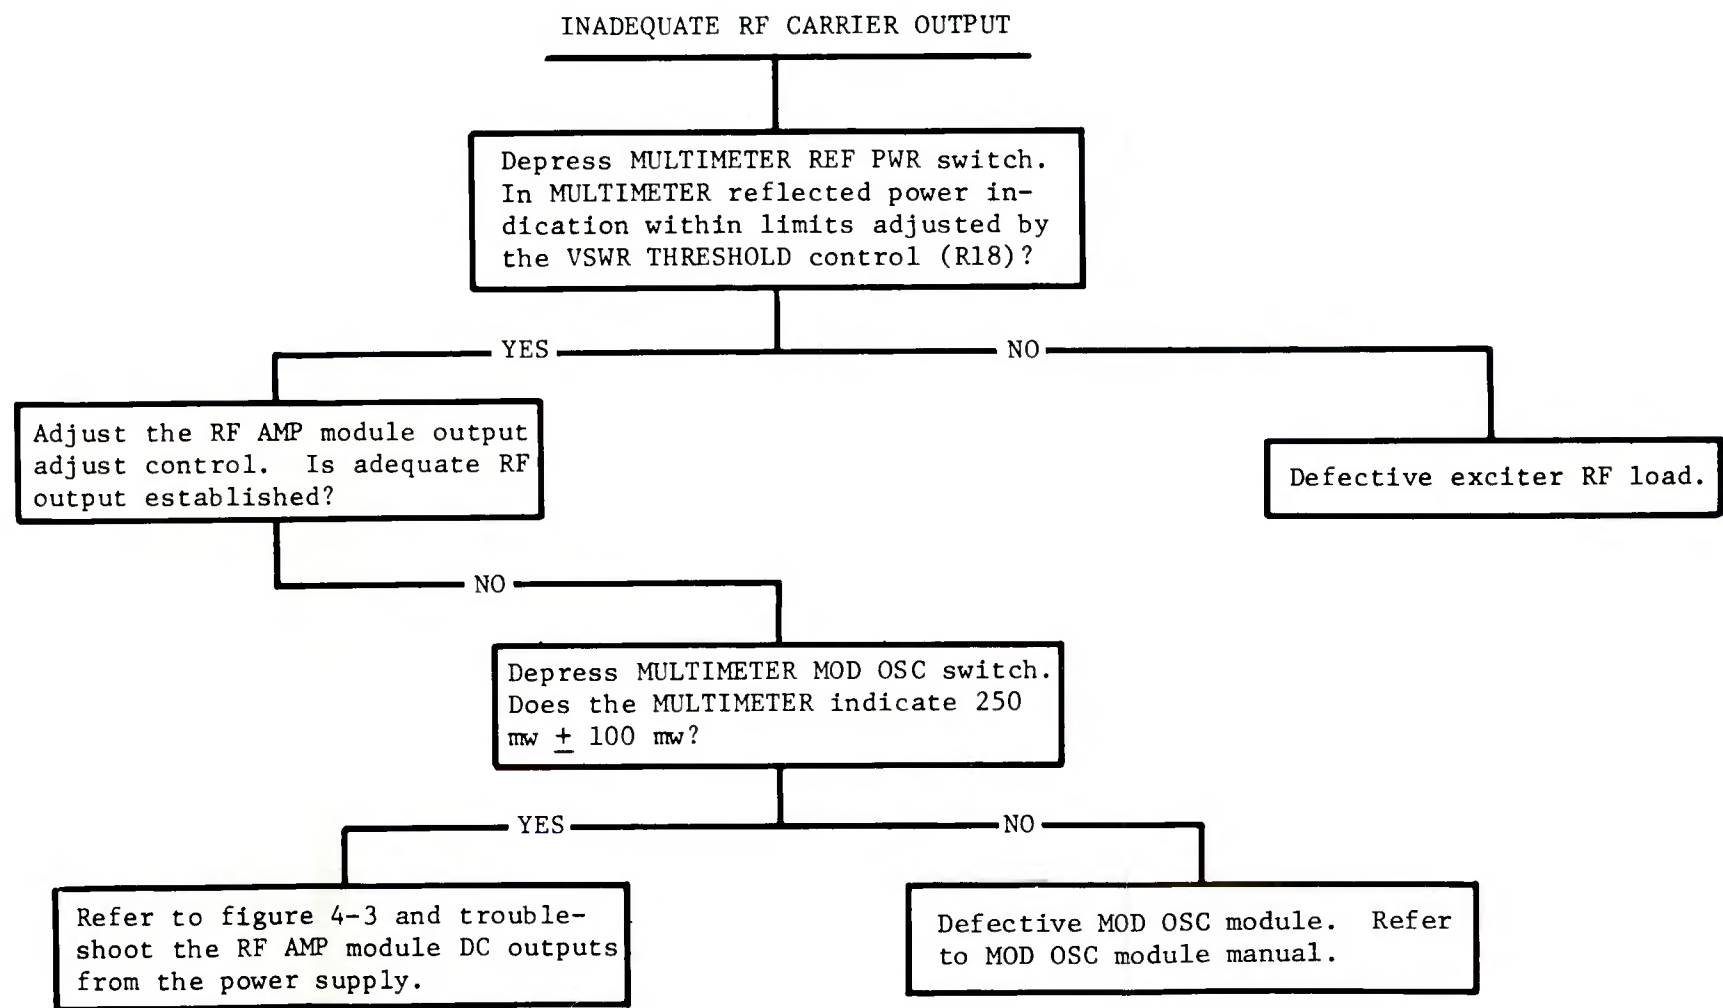 INADEQUATE RF CARRIER OUTPUT
Depress MULTIMETER REF PWR switch.
In MULTIMETER reflected power in-
dication within limits adjusted by
the VSWR THRESHOLD control (R18)?
YES
NO
Adjust the RF AMP module output
adjust control. Is adequate RF
output established?
Defective exciter RF load.
NO
Depress MULTIMETER MOD OSC switch.
Does the MULTIMETER indicate 250
mw ± 100 mw?
YES
NO
Refer to figure 4-3 and trouble-
shoot the RF AMP module DC outputs
from the power supply.
Defective MOD OSC module. Refer
to MOD OSC module manual.